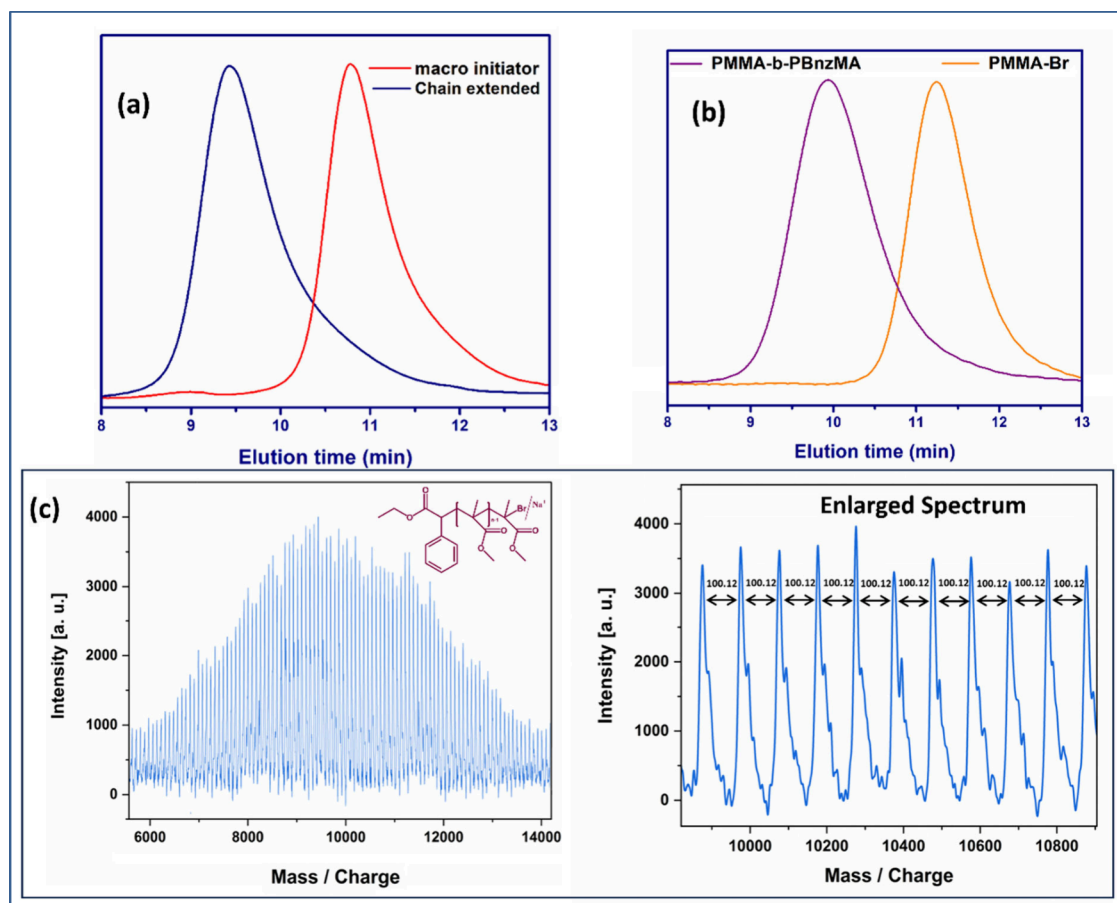 (a)
macro initiator
Chain extended
8 9 10 11 12 13
Elution time (min)
(b)
PMMA-b-PBnzMA
PMMA-Br
8 9 10 11 12 13
Elution time (min)
(c)
Intensity [a. u.]
4000
3000
2000
1000
0
6000 8000 10000 12000 14000
Mass / Charge
O
O
n-1
Br/Na+
O
O
O
O
Enlarged Spectrum
Intensity [a. u.]
4000
3000
2000
1000
0
100.12 100.12 100.12 100.12 100.12 100.12 100.12 100.12 100.12 100.12
10000 10200 10400 10600 10800
Mass / Charge